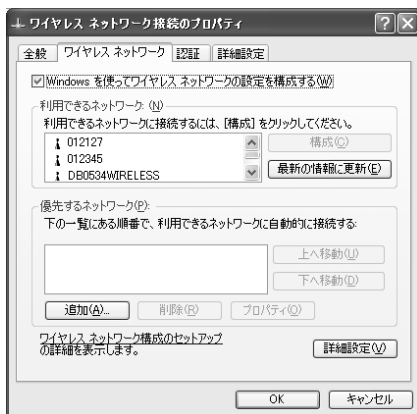 ワイヤレス ネットワーク接続のプロパティ
全般 ワイヤレス ネットワーク 認証 詳細設定
Windows を使ってワイヤレス ネットワークの設定を構成する(W)
利用できるネットワーク: (N)
利用できるネットワークに接続するには、[構成] をクリックしてください。
012127
012345
DB0534WIRELESS
構成(C)
最新の情報に更新(E)
優先するネットワーク(P):
下の一覧にある順番で、利用できるネットワークに自動的に接続する:
上へ移動(U)
下へ移動(D)
追加(A)... 削除(R) プロパティ(O)
ワイヤレス ネットワーク構成のセットアップ
の詳細を表示します。
詳細設定(V)
OK キャンセル